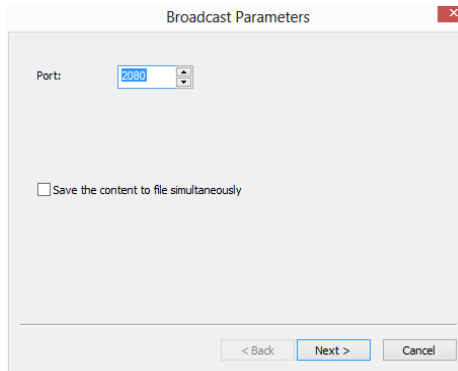 Broadcast Parameters
Port: 2080
Save the content to file simultaneously
< Back Next > Cancel